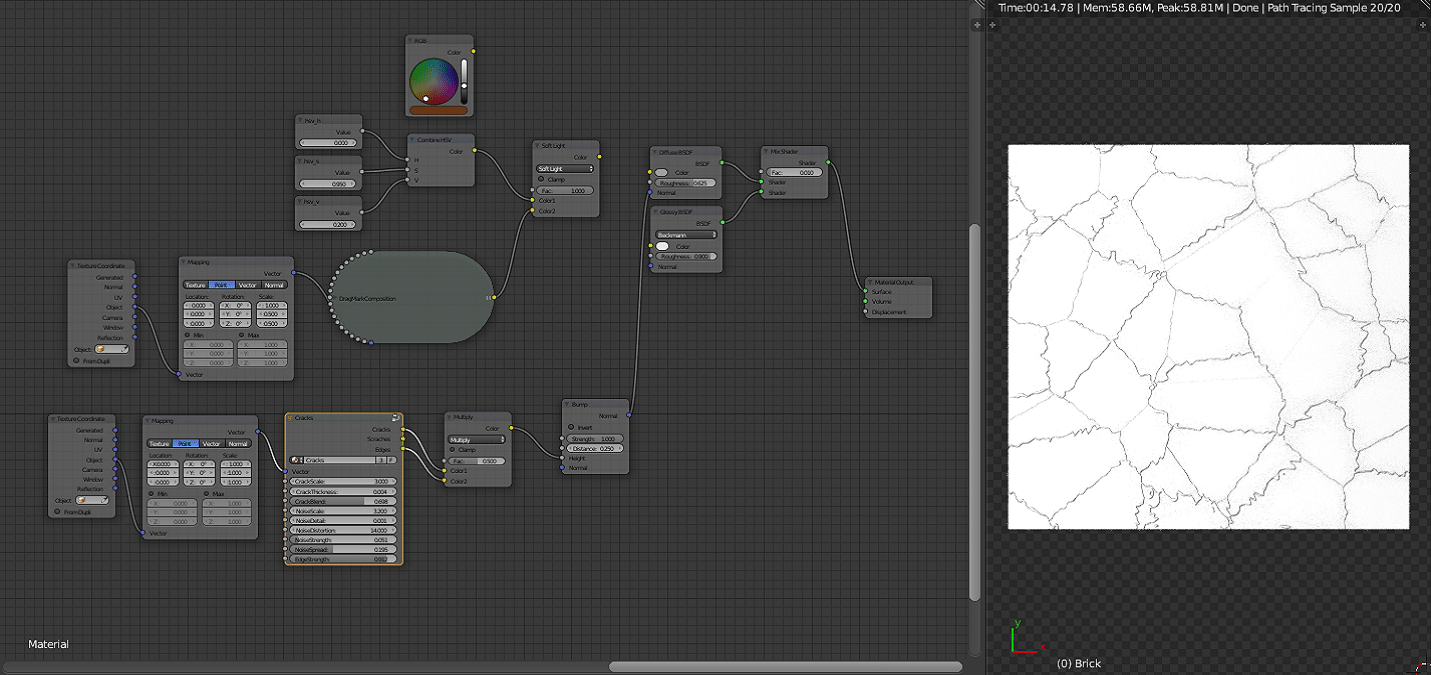 Time:00:14.78 | Mem:58.66M, Peak:58.81M | Done | Path Tracing Sample 20/20
RGB
Color
hsv_h
Value
0.000
hsv_s
Value
0.950
hsv_v
Value
0.200
Combine HSV
Color
H
S
V
Soft Light
Color
Soft Light
Clamp
Fac: 1.000
Color1
Color2
Diffuse BSDF
BSDF
Color
Roughness: 0.625
Normal
Glossy BSDF
BSDF
Beckmann
Color
Roughness: 0.900
Normal
Mix Shader
Shader
Fac: 0.010
Shader
Shader
Material Output
Surface
Volume
Displacement
Texture Coordinate
Generated
Normal
UV
Object
Camera
Window
Reflection
Object:
From Dupli
Mapping
Vector
Texture Point Vector Normal
Location: Rotation: Scale:
0.000 X: 0° 1.000
0.000 Y: 0° 0.500
0.000 Z: 0° 0.500
Min Max
X: 0.000 X: 1.000
Y: 0.000 Y: 1.000
Z: 0.000 Z: 1.000
Vector
DragMarkComposition
Texture Coordinate
Generated
Normal
UV
Object
Camera
Window
Reflection
Object:
From Dupli
Mapping
Vector
Texture Point Vector Normal
Location: Rotation: Scale:
X:0.000 X: 0° 1.000
0.000 Y: 0° 1.000
0.000 Z: 0° 1.000
Min Max
X: 0.000 X: 1.000
Y: 0.000 Y: 1.000
Z: 0.000 Z: 1.000
Vector
Cracks
Cracks
Scraches
Edges
Cracks 3 F
Vector
CrackScale: 3.000
CrackThickness: 0.004
CrackBlend: 0.698
NoiseScale: 3.200
NoiseDetail: 0.001
NoiseDistortion: 14.000
NoiseStrength: 0.051
NoiseSpread: 0.195
EdgeStrength:
Multiply
Color
Multiply
Clamp
Fac: 0.500
Color1
Color2
Bump
Normal
Invert
Strength: 1.000
Distance: 0.250
Height
Normal
Material
y
x
(0) Brick